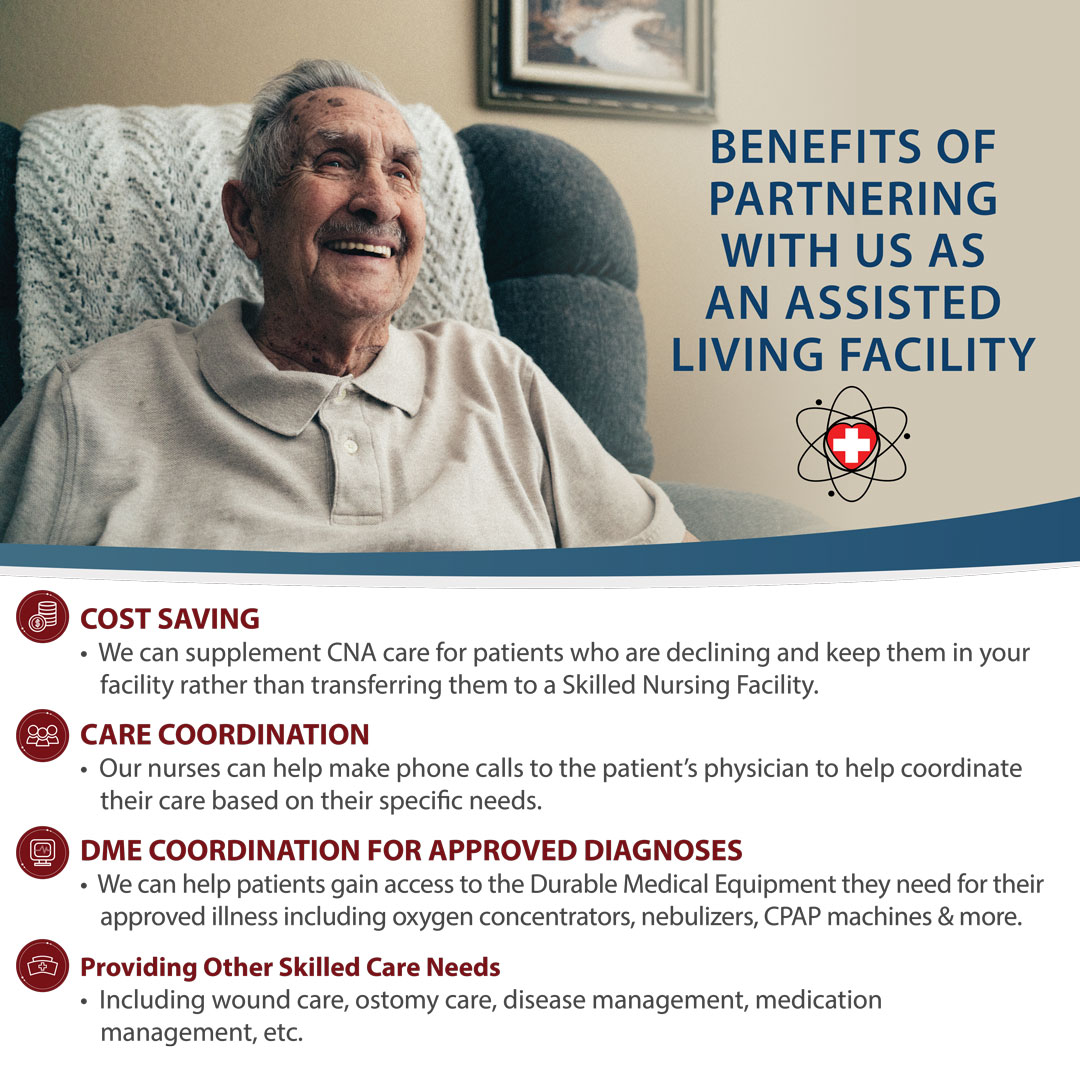 BENEFITS OF
PARTNERING
WITH US AS
AN ASSISTED
LIVING FACILITY
COST SAVING
• We can supplement CNA care for patients who are declining and keep them in your
facility rather than transferring them to a Skilled Nursing Facility.
CARE COORDINATION
• Our nurses can help make phone calls to the patient’s physician to help coordinate
their care based on their specific needs.
DME COORDINATION FOR APPROVED DIAGNOSES
• We can help patients gain access to the Durable Medical Equipment they need for their
approved illness including oxygen concentrators, nebulizers, CPAP machines & more.
Providing Other Skilled Care Needs
• Including wound care, ostomy care, disease management, medication
management, etc.